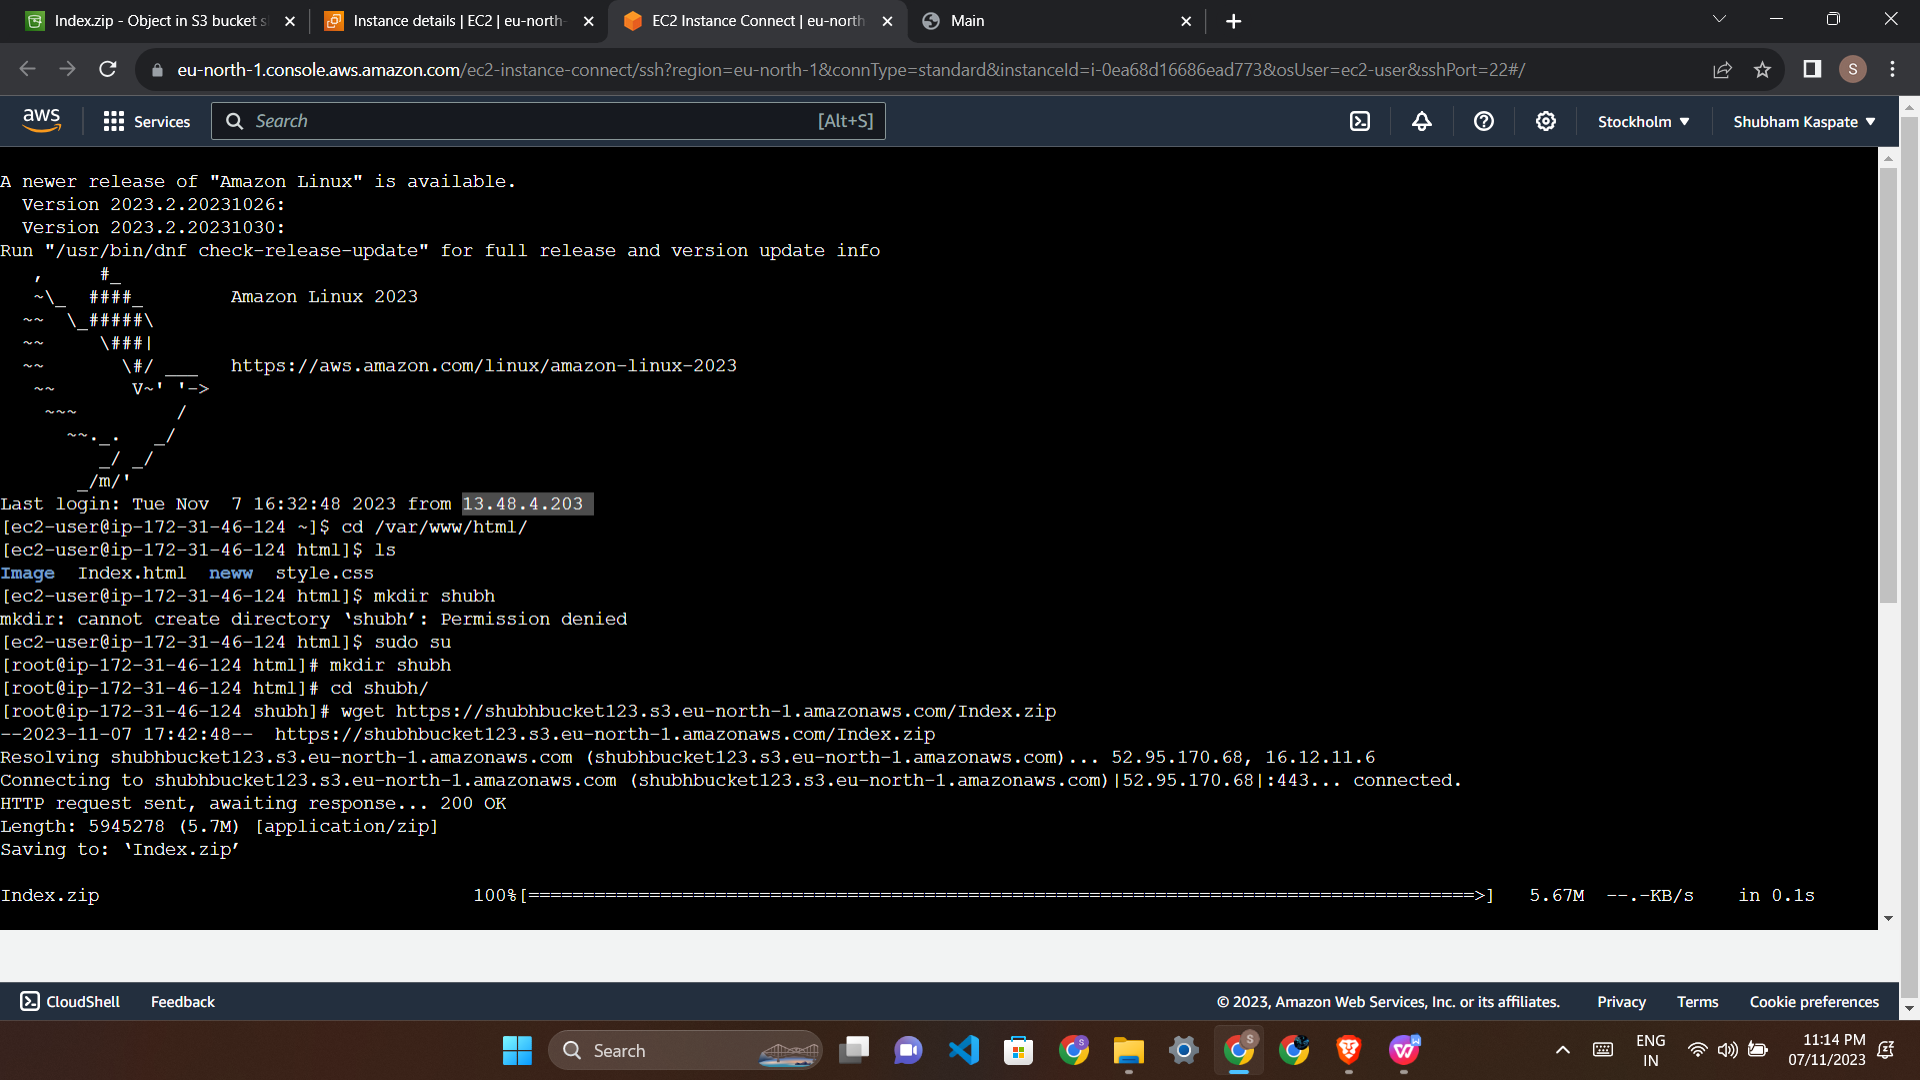 Index.zip - Object in S3 bucket s
Instance details | EC2 | eu-north-
EC2 Instance Connect | eu-north
Main
eu-north-1.console.aws.amazon.com/ec2-instance-connect/ssh?region=eu-north-1&connType=standard&instanceId=i-0ea68d16686ead773&osUser=ec2-user&sshPort=22#/
S
aws
Services
Search
[Alt+S]
Stockholm
Shubham Kaspate
A newer release of "Amazon Linux" is available.
  Version 2023.2.20231026:
  Version 2023.2.20231030:
Run "/usr/bin/dnf check-release-update" for full release and version update info
   ,     #_
   ~\_  ####_        Amazon Linux 2023
  ~~  \_#####\
  ~~     \###|
  ~~       \#/ ___   https://aws.amazon.com/linux/amazon-linux-2023
   ~~       V~' '->
    ~~~         /
      ~~._.   _/
         _/ _/
       _/m/'
Last login: Tue Nov  7 16:32:48 2023 from 13.48.4.203
[ec2-user@ip-172-31-46-124 ~]$ cd /var/www/html/
[ec2-user@ip-172-31-46-124 html]$ ls
Image  Index.html  neww  style.css
[ec2-user@ip-172-31-46-124 html]$ mkdir shubh
mkdir: cannot create directory ‘shubh’: Permission denied
[ec2-user@ip-172-31-46-124 html]$ sudo su
[root@ip-172-31-46-124 html]# mkdir shubh
[root@ip-172-31-46-124 html]# cd shubh/
[root@ip-172-31-46-124 shubh]# wget https://shubhbucket123.s3.eu-north-1.amazonaws.com/Index.zip
--2023-11-07 17:42:48--  https://shubhbucket123.s3.eu-north-1.amazonaws.com/Index.zip
Resolving shubhbucket123.s3.eu-north-1.amazonaws.com (shubhbucket123.s3.eu-north-1.amazonaws.com)... 52.95.170.68, 16.12.11.6
Connecting to shubhbucket123.s3.eu-north-1.amazonaws.com (shubhbucket123.s3.eu-north-1.amazonaws.com)|52.95.170.68|:443... connected.
HTTP request sent, awaiting response... 200 OK
Length: 5945278 (5.7M) [application/zip]
Saving to: ‘Index.zip’
Index.zip                                  100%[======================================================================================>]   5.67M  --.-KB/s    in 0.1s
CloudShell
Feedback
© 2023, Amazon Web Services, Inc. or its affiliates.
Privacy
Terms
Cookie preferences
Search
ENG
IN
11:14 PM
07/11/2023